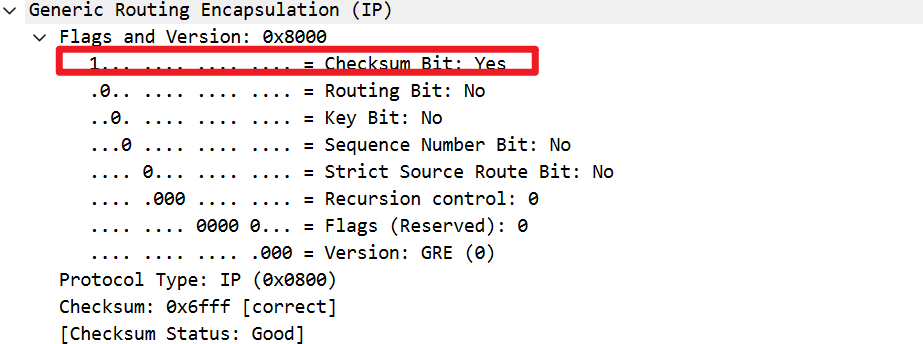 Generic Routing Encapsulation (IP)
Flags and Version: 0x8000
1... .... .... .... = Checksum Bit: Yes
.0.. .... .... .... = Routing Bit: No
..0. .... .... .... = Key Bit: No
...0 .... .... .... = Sequence Number Bit: No
.... 0... .... .... = Strict Source Route Bit: No
.... .000 .... .... = Recursion control: 0
.... .... 0000 0... = Flags (Reserved): 0
.... .... .... .000 = Version: GRE (0)
Protocol Type: IP (0x0800)
Checksum: 0x6fff [correct]
[Checksum Status: Good]